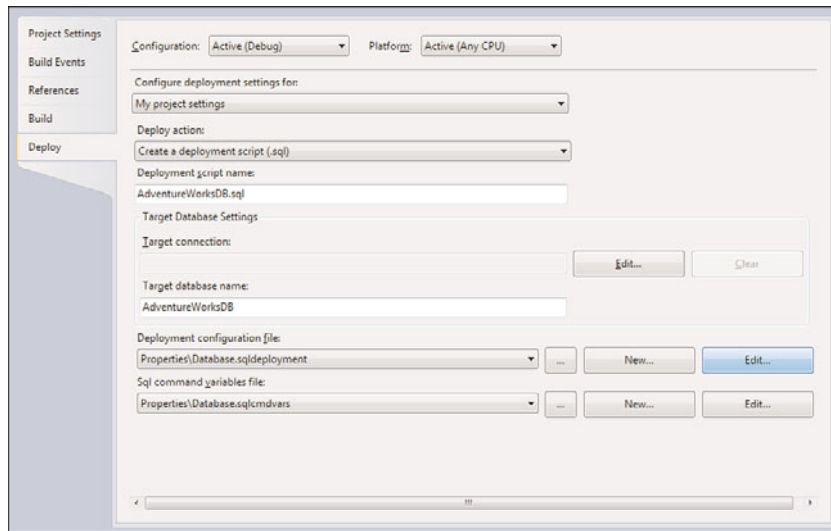 Project Settings
Build Events
References
Build
Deploy
Configuration: Active (Debug) Platform: Active (Any CPU)
Configure deployment settings for:
My project settings
Deploy action:
Create a deployment script (.sql)
Deployment script name:
AdventureWorksDB.sql
Target Database Settings
Target connection:
Edit... Clear
Target database name:
AdventureWorksDB
Deployment configuration file:
Properties\Database.sqldeployment ... New... Edit...
Sql command variables file:
Properties\Database.sqlcmdvars ... New... Edit...